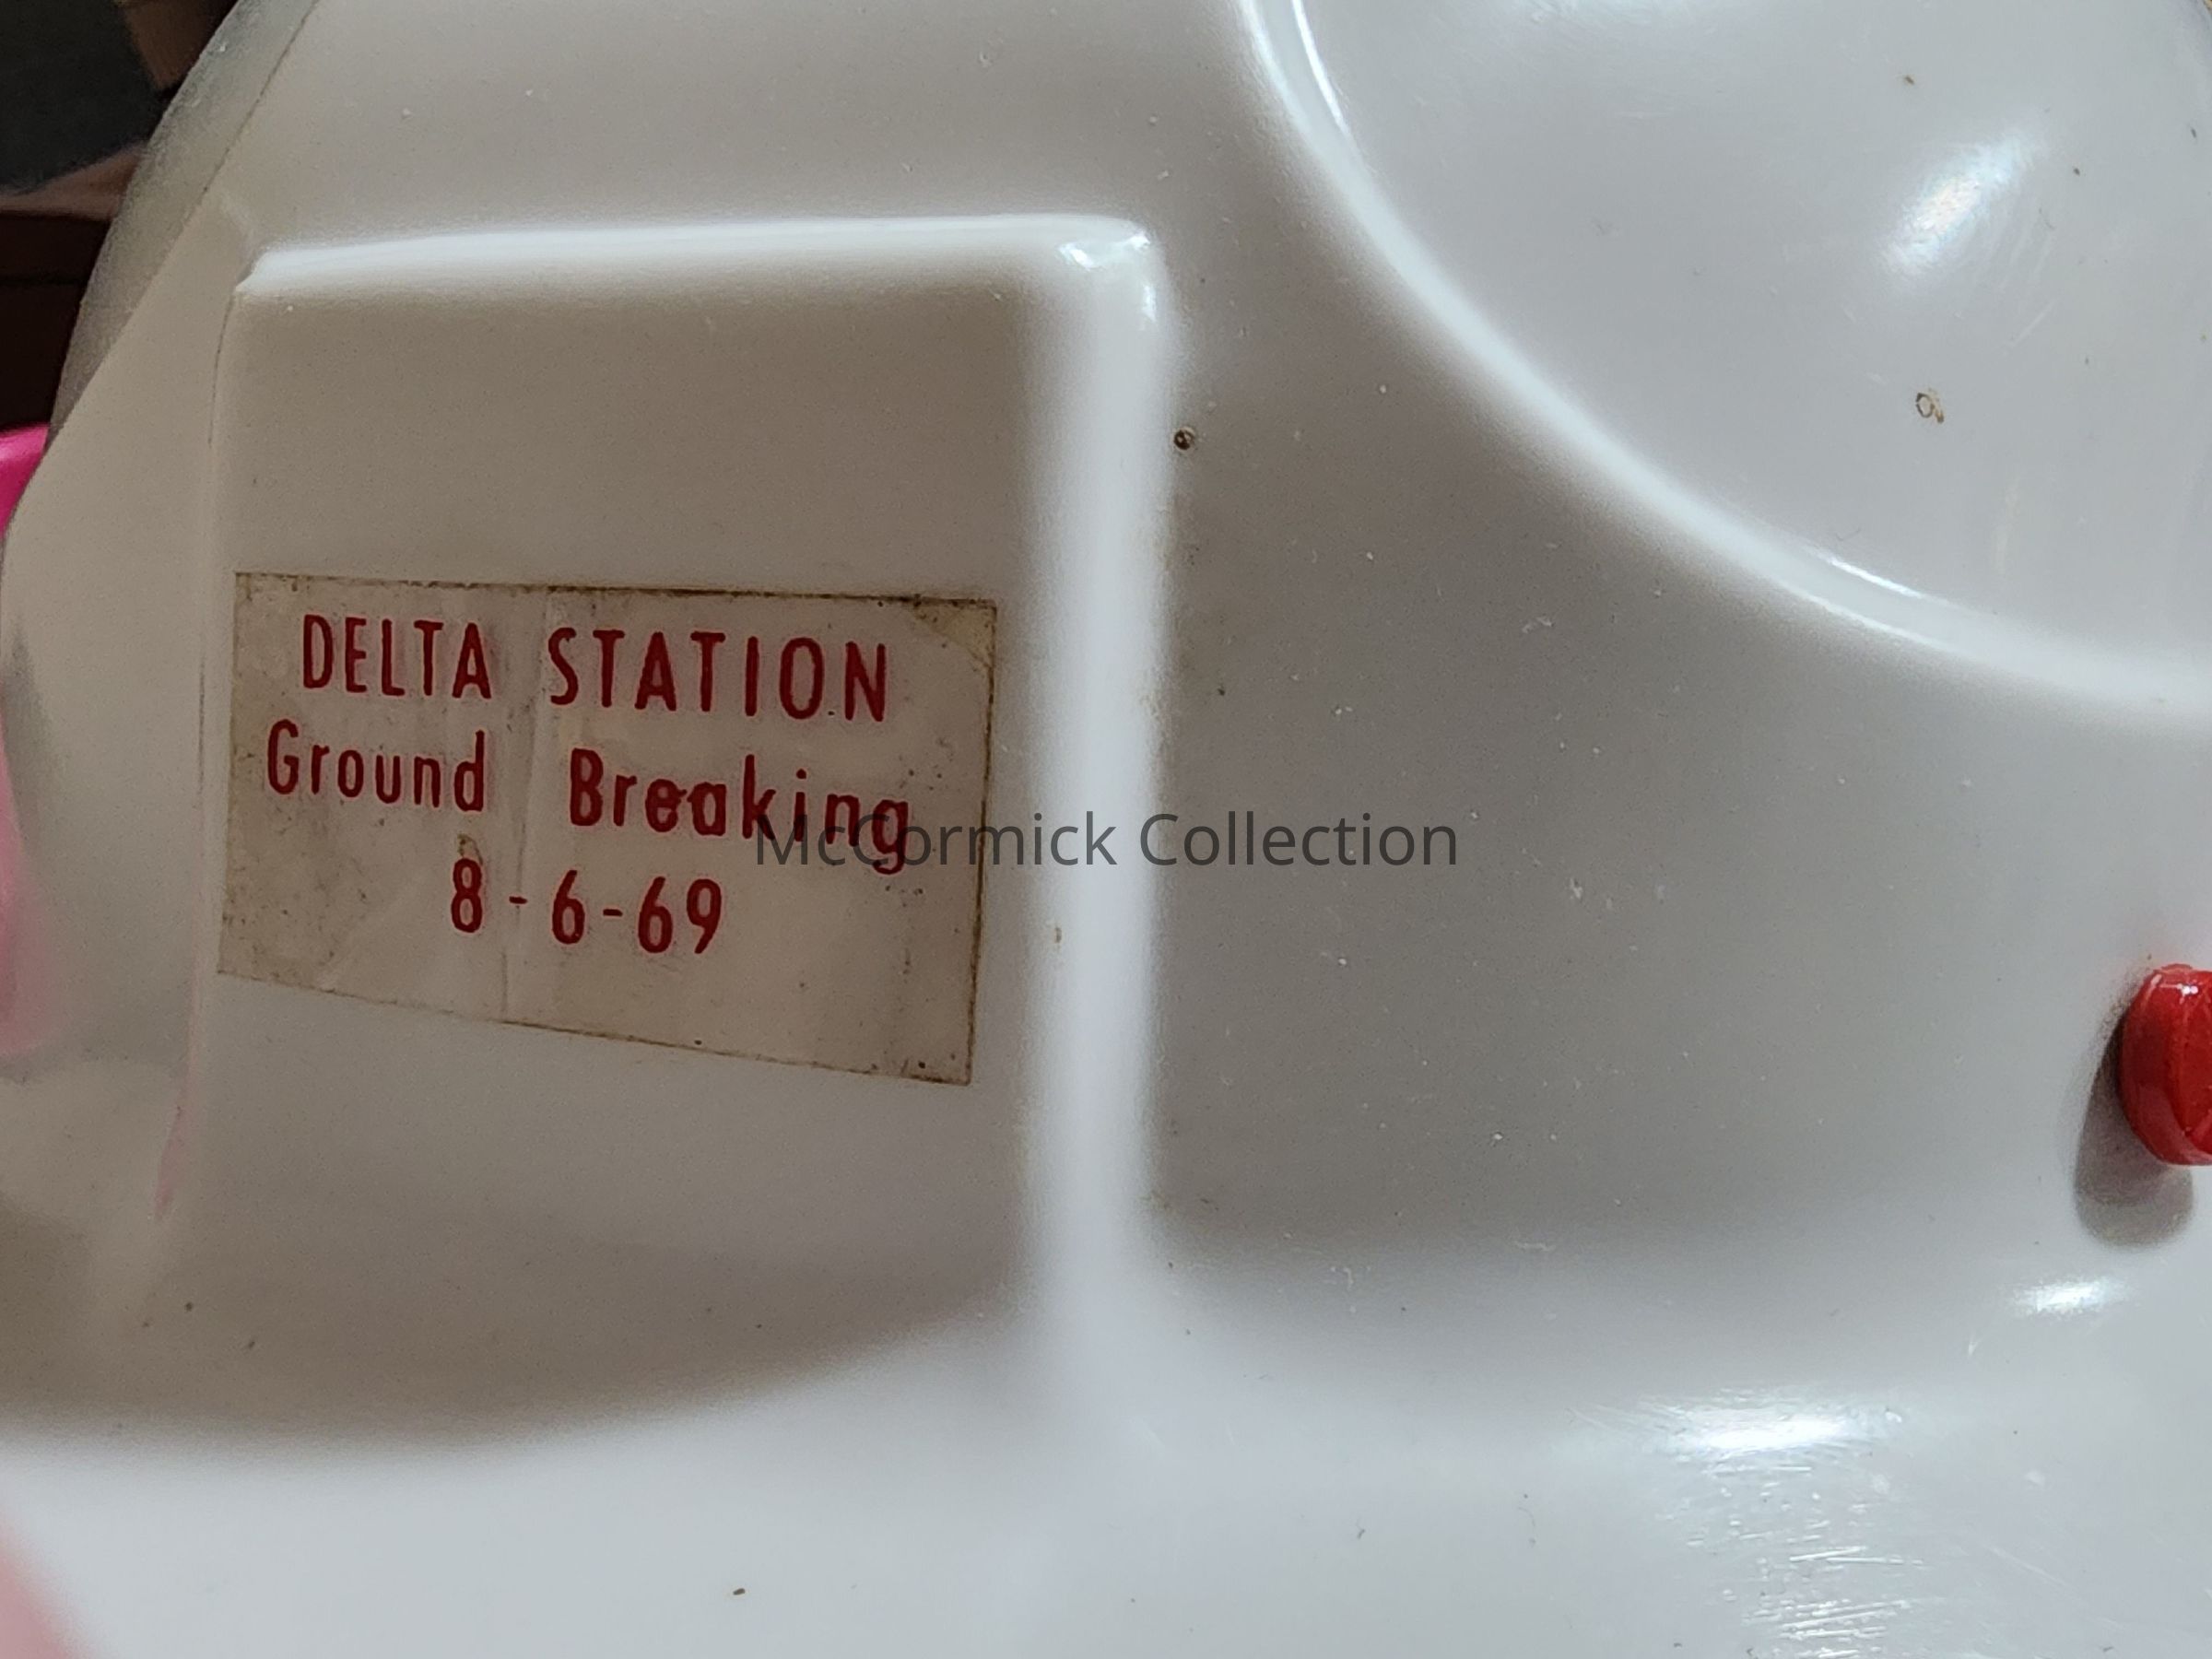 DELTA STATION
Ground Breaking
8-6-69
McCormick Collection